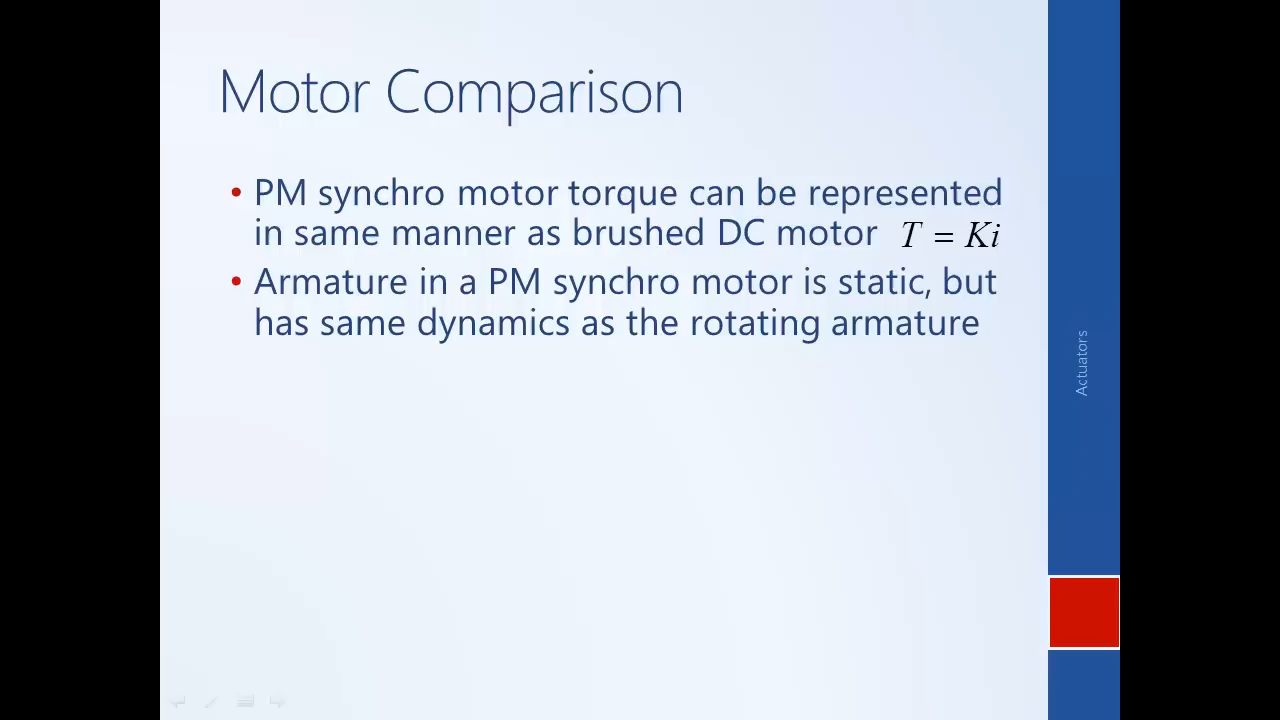 Motor Comparison
• PM synchro motor torque can be represented
in same manner as brushed DC motor T = Ki
• Armature in a PM synchro motor is static, but
has same dynamics as the rotating armature
Actuators